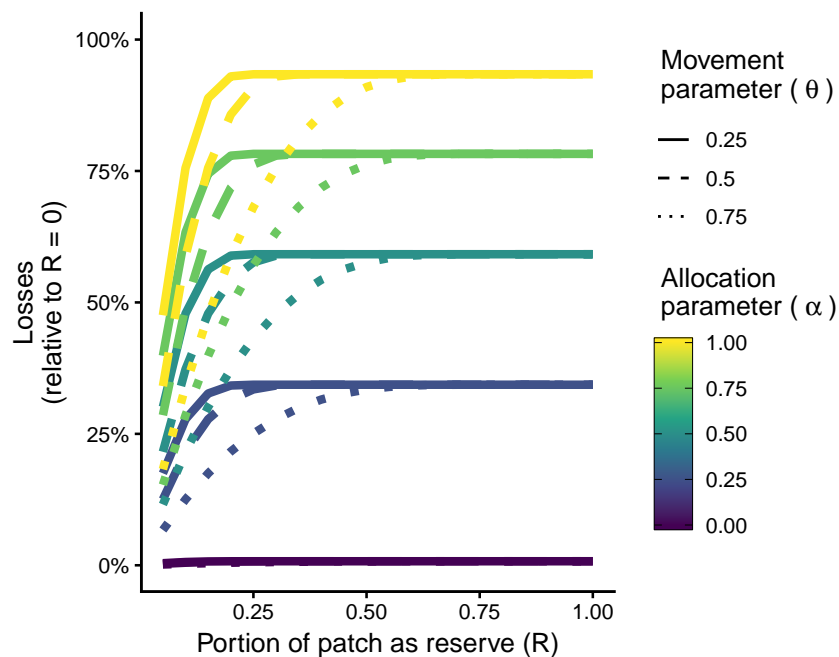 100%
75%
50%
25%
0%
Losses
(relative to R = 0)
0.25
0.50
0.75
1.00
Portion of patch as reserve (R)
Movement
parameter ( θ )
0.25
0.5
0.75
Allocation
parameter ( α )
1.00
0.75
0.50
0.25
0.00